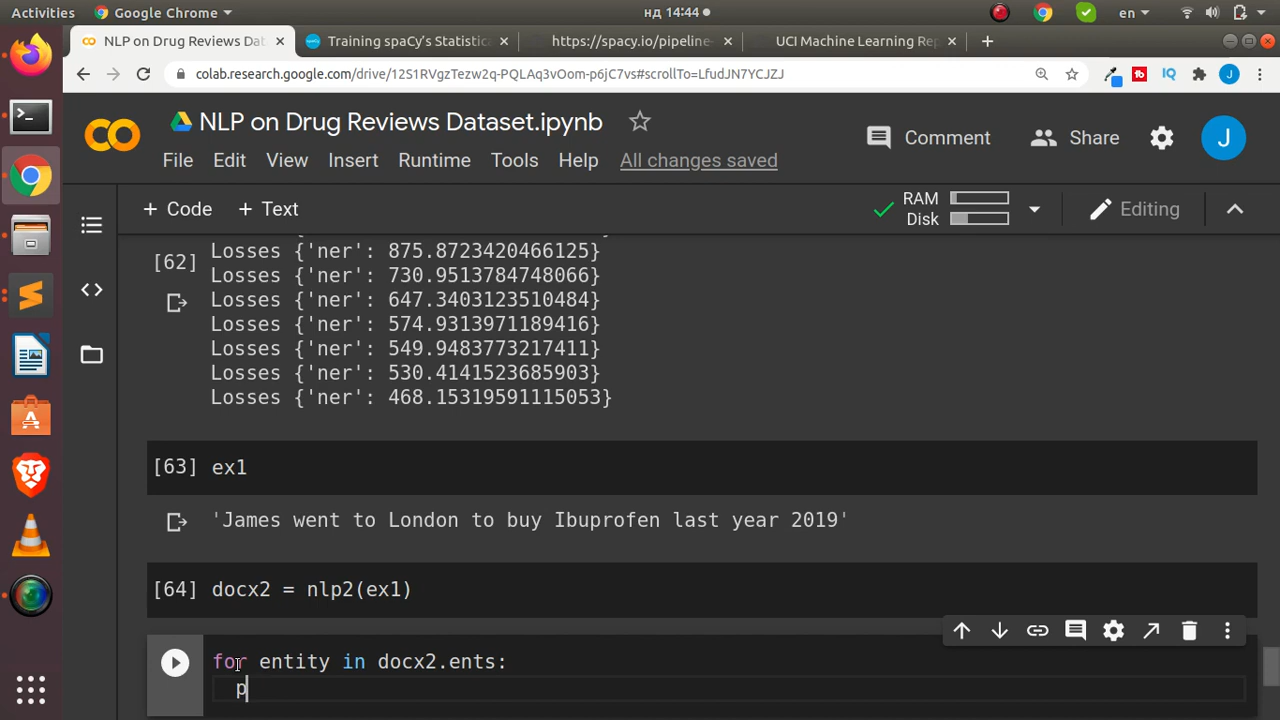 Activities Google Chrome нд 14:44 en
NLP on Drug Reviews Dat Training spaCy's Statistica https://spacy.io/pipeline- UCI Machine Learning Rep
colab.research.google.com/drive/12S1RVgzTezw2q-PQLAq3vOom-p6jC7vs#scrollTo=LfudJN7YCJZJ
NLP on Drug Reviews Dataset.ipynb
Comment Share J
File Edit View Insert Runtime Tools Help All changes saved
+ Code + Text RAM Disk Editing
Losses {'ner': 875.8723420466125}
[62]
Losses {'ner': 730.9513784748066}
Losses {'ner': 647.3403123510484}
Losses {'ner': 574.9313971189416}
Losses {'ner': 549.9483773217411}
Losses {'ner': 530.4141523685903}
Losses {'ner': 468.15319591115053}
[63] ex1
'James went to London to buy Ibuprofen last year 2019'
[64] docx2 = nlp2(ex1)
for entity in docx2.ents:
p